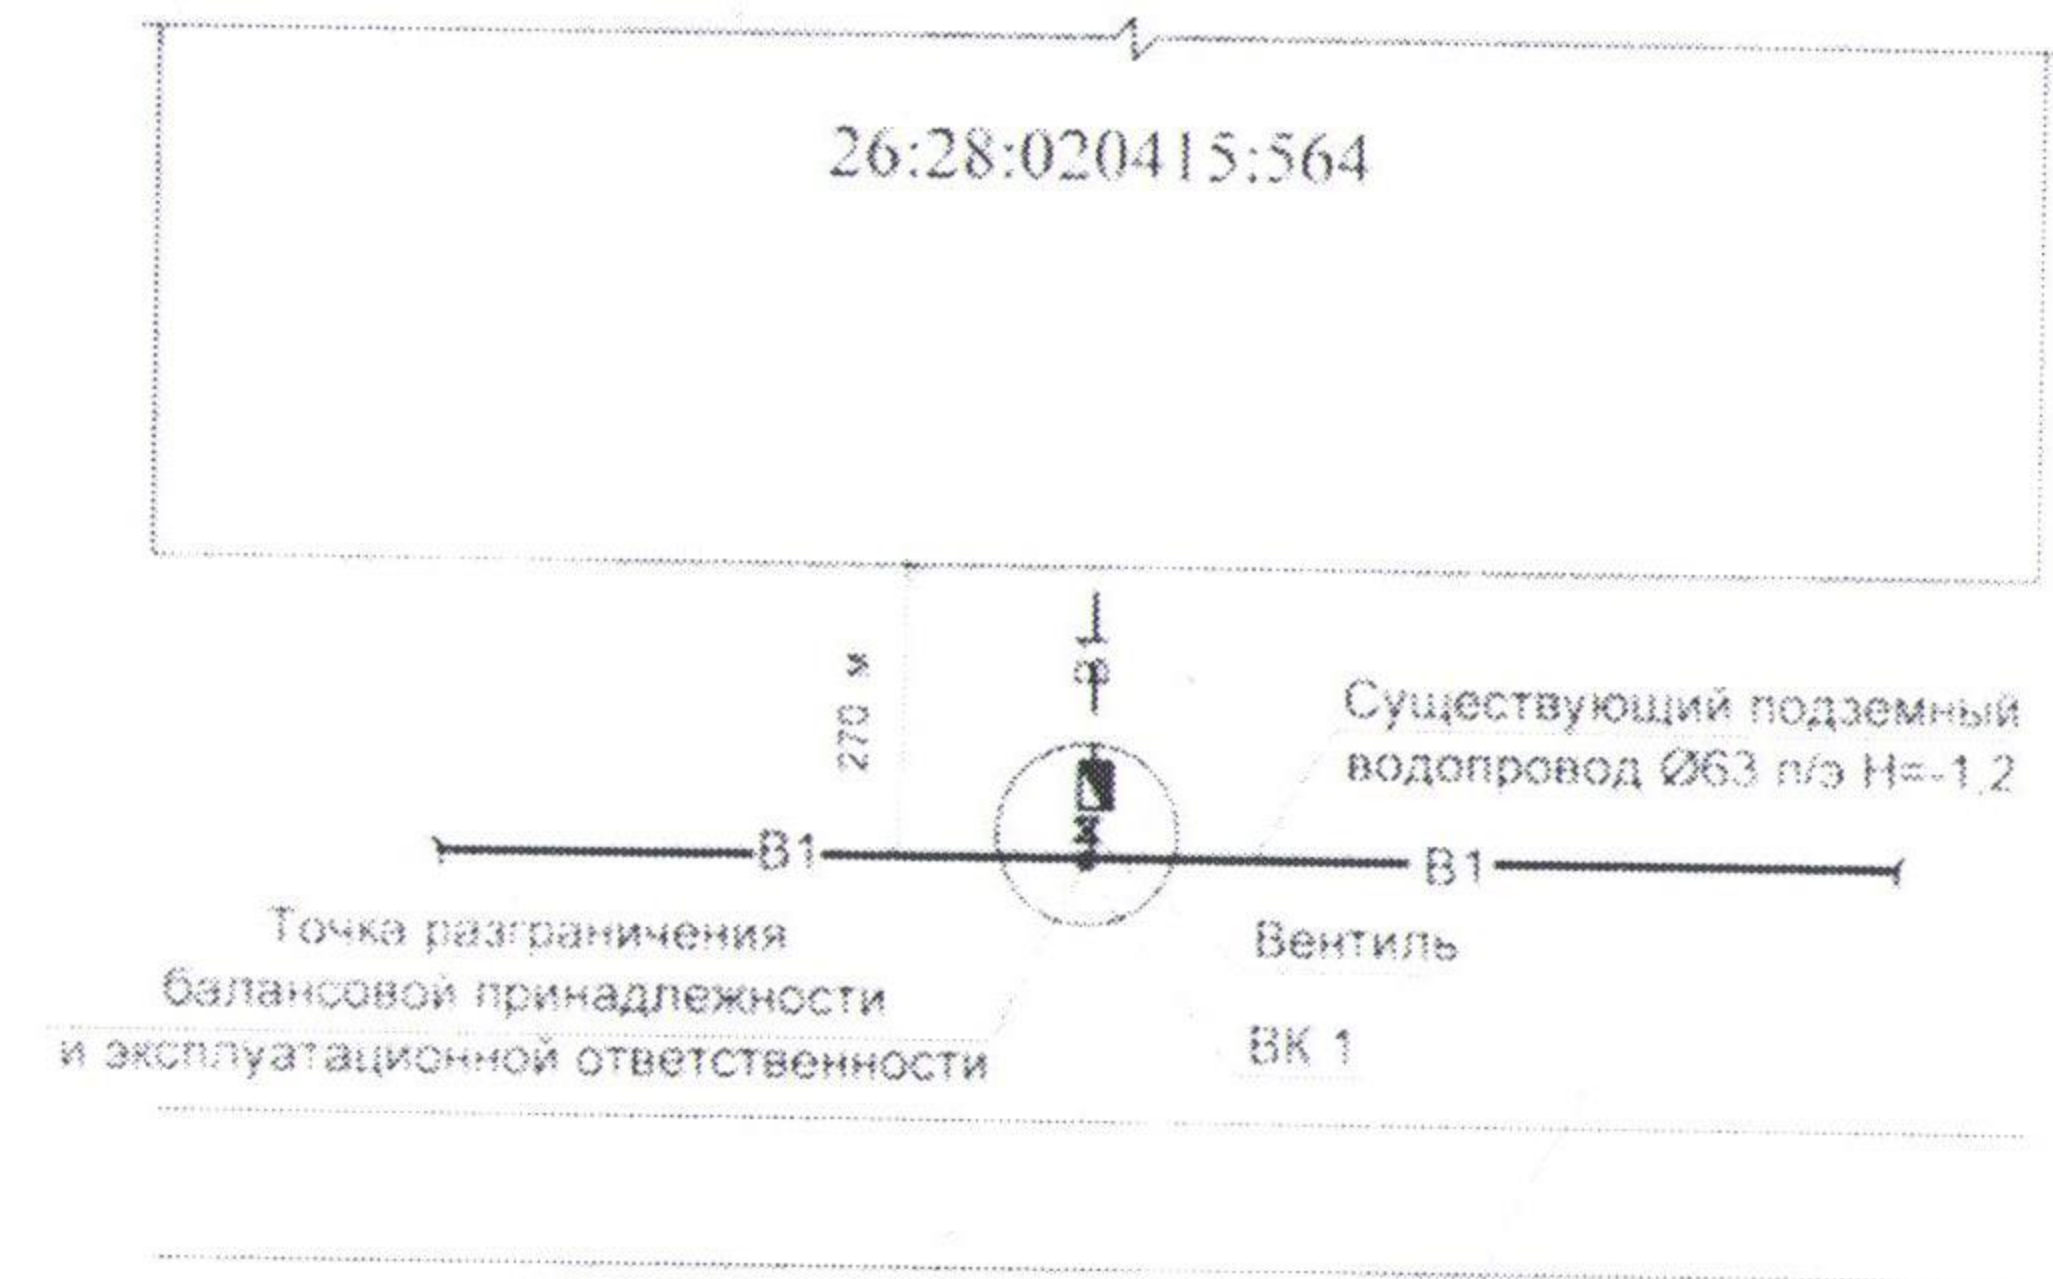 26:28:020415:564
270 м
В1
Существующий подземный
водопровод Ø63 п/э Н=-1,2
В1
В1
Точка разграничения
балансовой принадлежности
и эксплуатационной ответственности
Вентиль
ВК 1